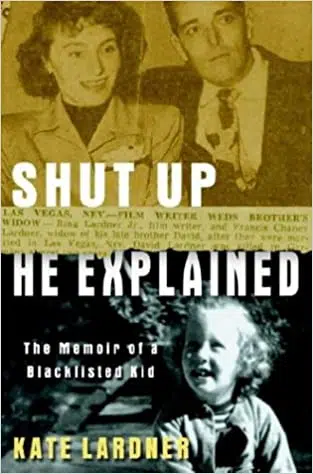 SHUT UP
LAS VEGAS, NEV—FILM WRITER WEDS BROTHER'S
WIDOW—Ring Lardner Jr., film writer, and Francis Chaney
Lardner, widow of his late brother David, after they were mar-
ried in Las Vegas, Nev. David Lardner was
HE EXPLAINED
The Memoir of a
Blacklisted Kid
KATE LARDNER